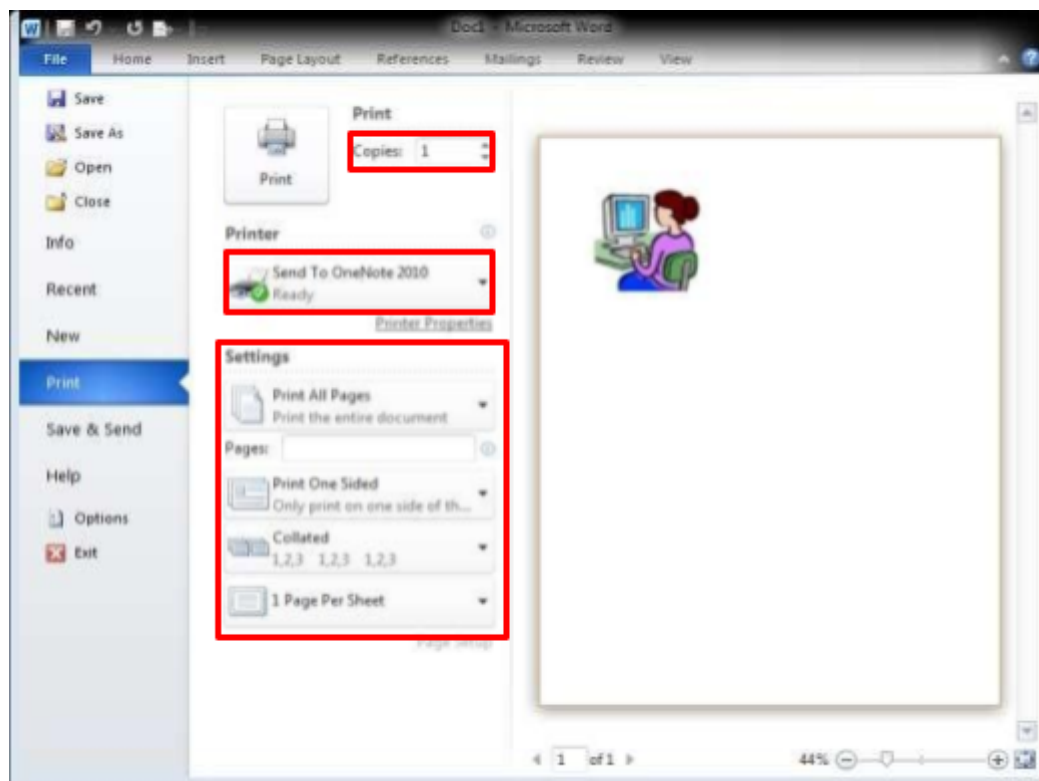 W
Doc1 - Microsoft Word
File Home Insert Page Layout References Mailings Review View
Save
Save As
Open
Close
Info
Recent
New
Print
Save & Send
Help
Options
Exit
Print
Print
Copies: 1
Printer
Send To OneNote 2010
Ready
Printer Properties
Settings
Print All Pages
Print the entire document
Pages:
Print One Sided
Only print on one side of th...
Collated
1,2,3 1,2,3 1,2,3
1 Page Per Sheet
Page Setup
1 of 1
44%